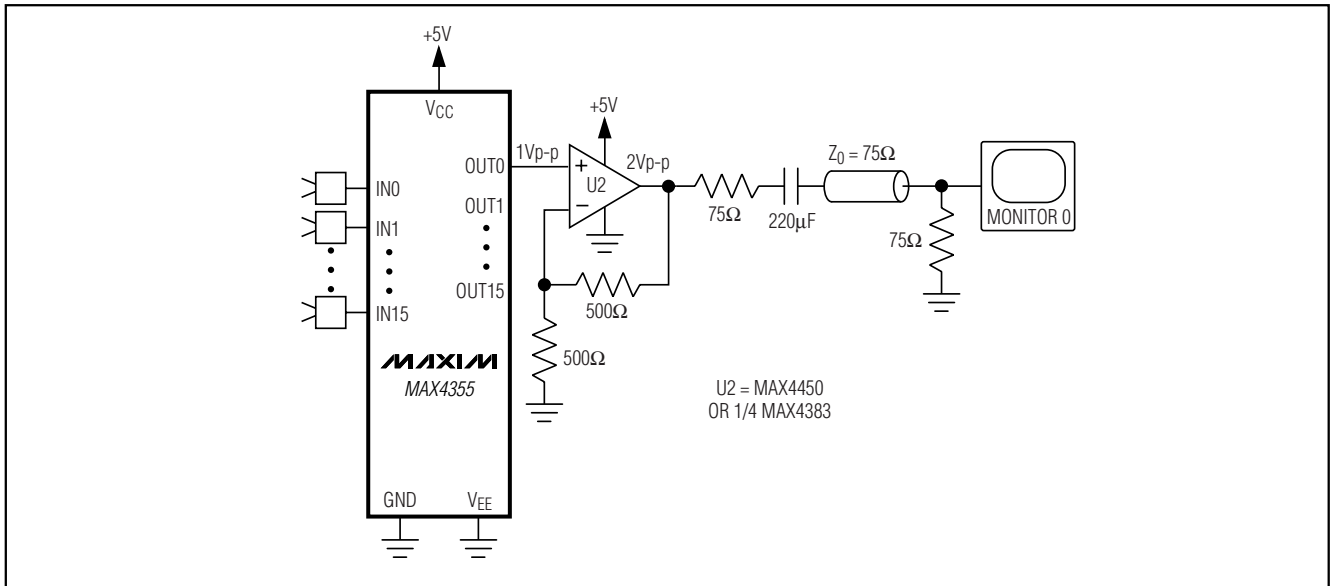 +5V
VCC
+5V
1Vp-p
2Vp-p
Z0 = 75Ω
OUT0
+
U2
−
IN0
OUT1
75Ω
220µF
MONITOR 0
IN1
75Ω
OUT15
IN15
500Ω
500Ω
MAXIM
MAX4355
U2 = MAX4450
OR 1/4 MAX4383
GND
VEE